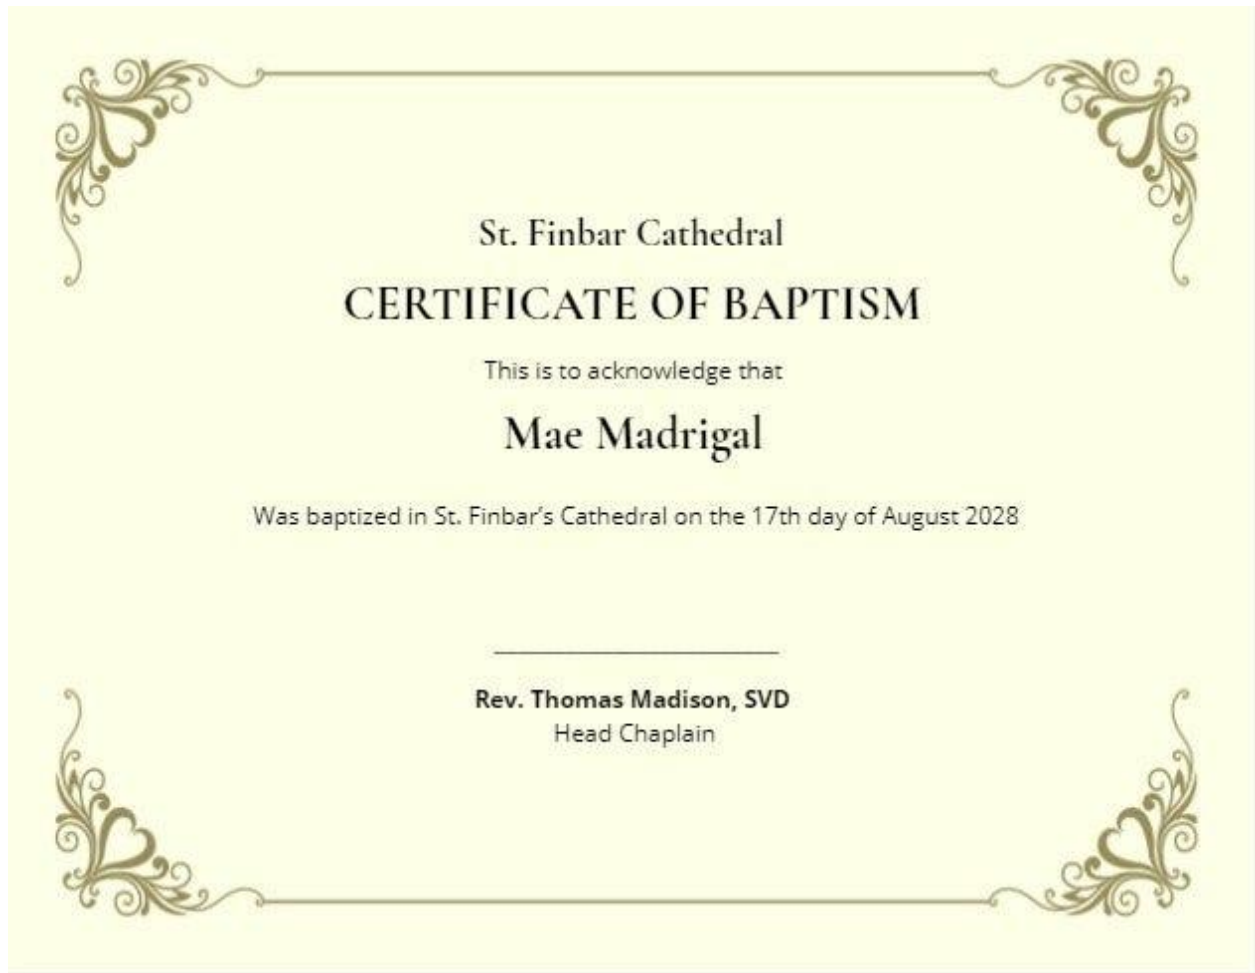 St. Finbar Cathedral
CERTIFICATE OF BAPTISM
This is to acknowledge that
Mae Madrigal
Was baptized in St. Finbar’s Cathedral on the 17th day of August 2028
Rev. Thomas Madison, SVD
Head Chaplain